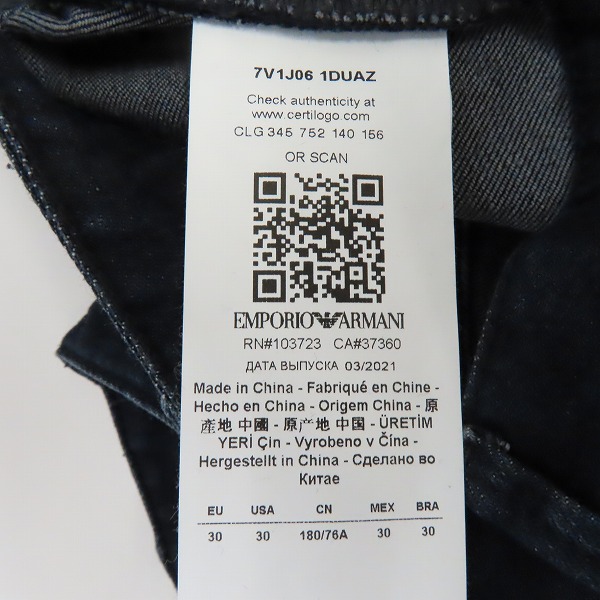 7V1J06 1DUAZ
Check authenticity at
www.certilogo.com
CLG 345 752 140 156
OR SCAN
EMPORIO ARMANI
RN#103723 CA#37360
ДАТА ВЫПУСКА 03/2021
Made in China - Fabriqué en Chine -
Hecho en China - Origem China - 原
產地 中國 - 原产地 中国 - ÜRETİM
YERİ Çin - Vyrobeno v Čína -
Hergestellt in China - Сделано во
Китае
EU USA CN MEX BRA
30 30 180/76A 30 30